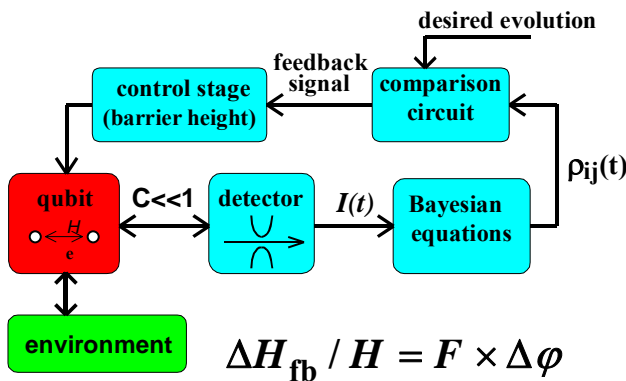 desired evolution
feedback
signal
control stage
(barrier height)
comparison
circuit
ρij(t)
qubit
H
e
C<<1
detector
I(t)
Bayesian
equations
environment
ΔHfb / H = F × Δφ